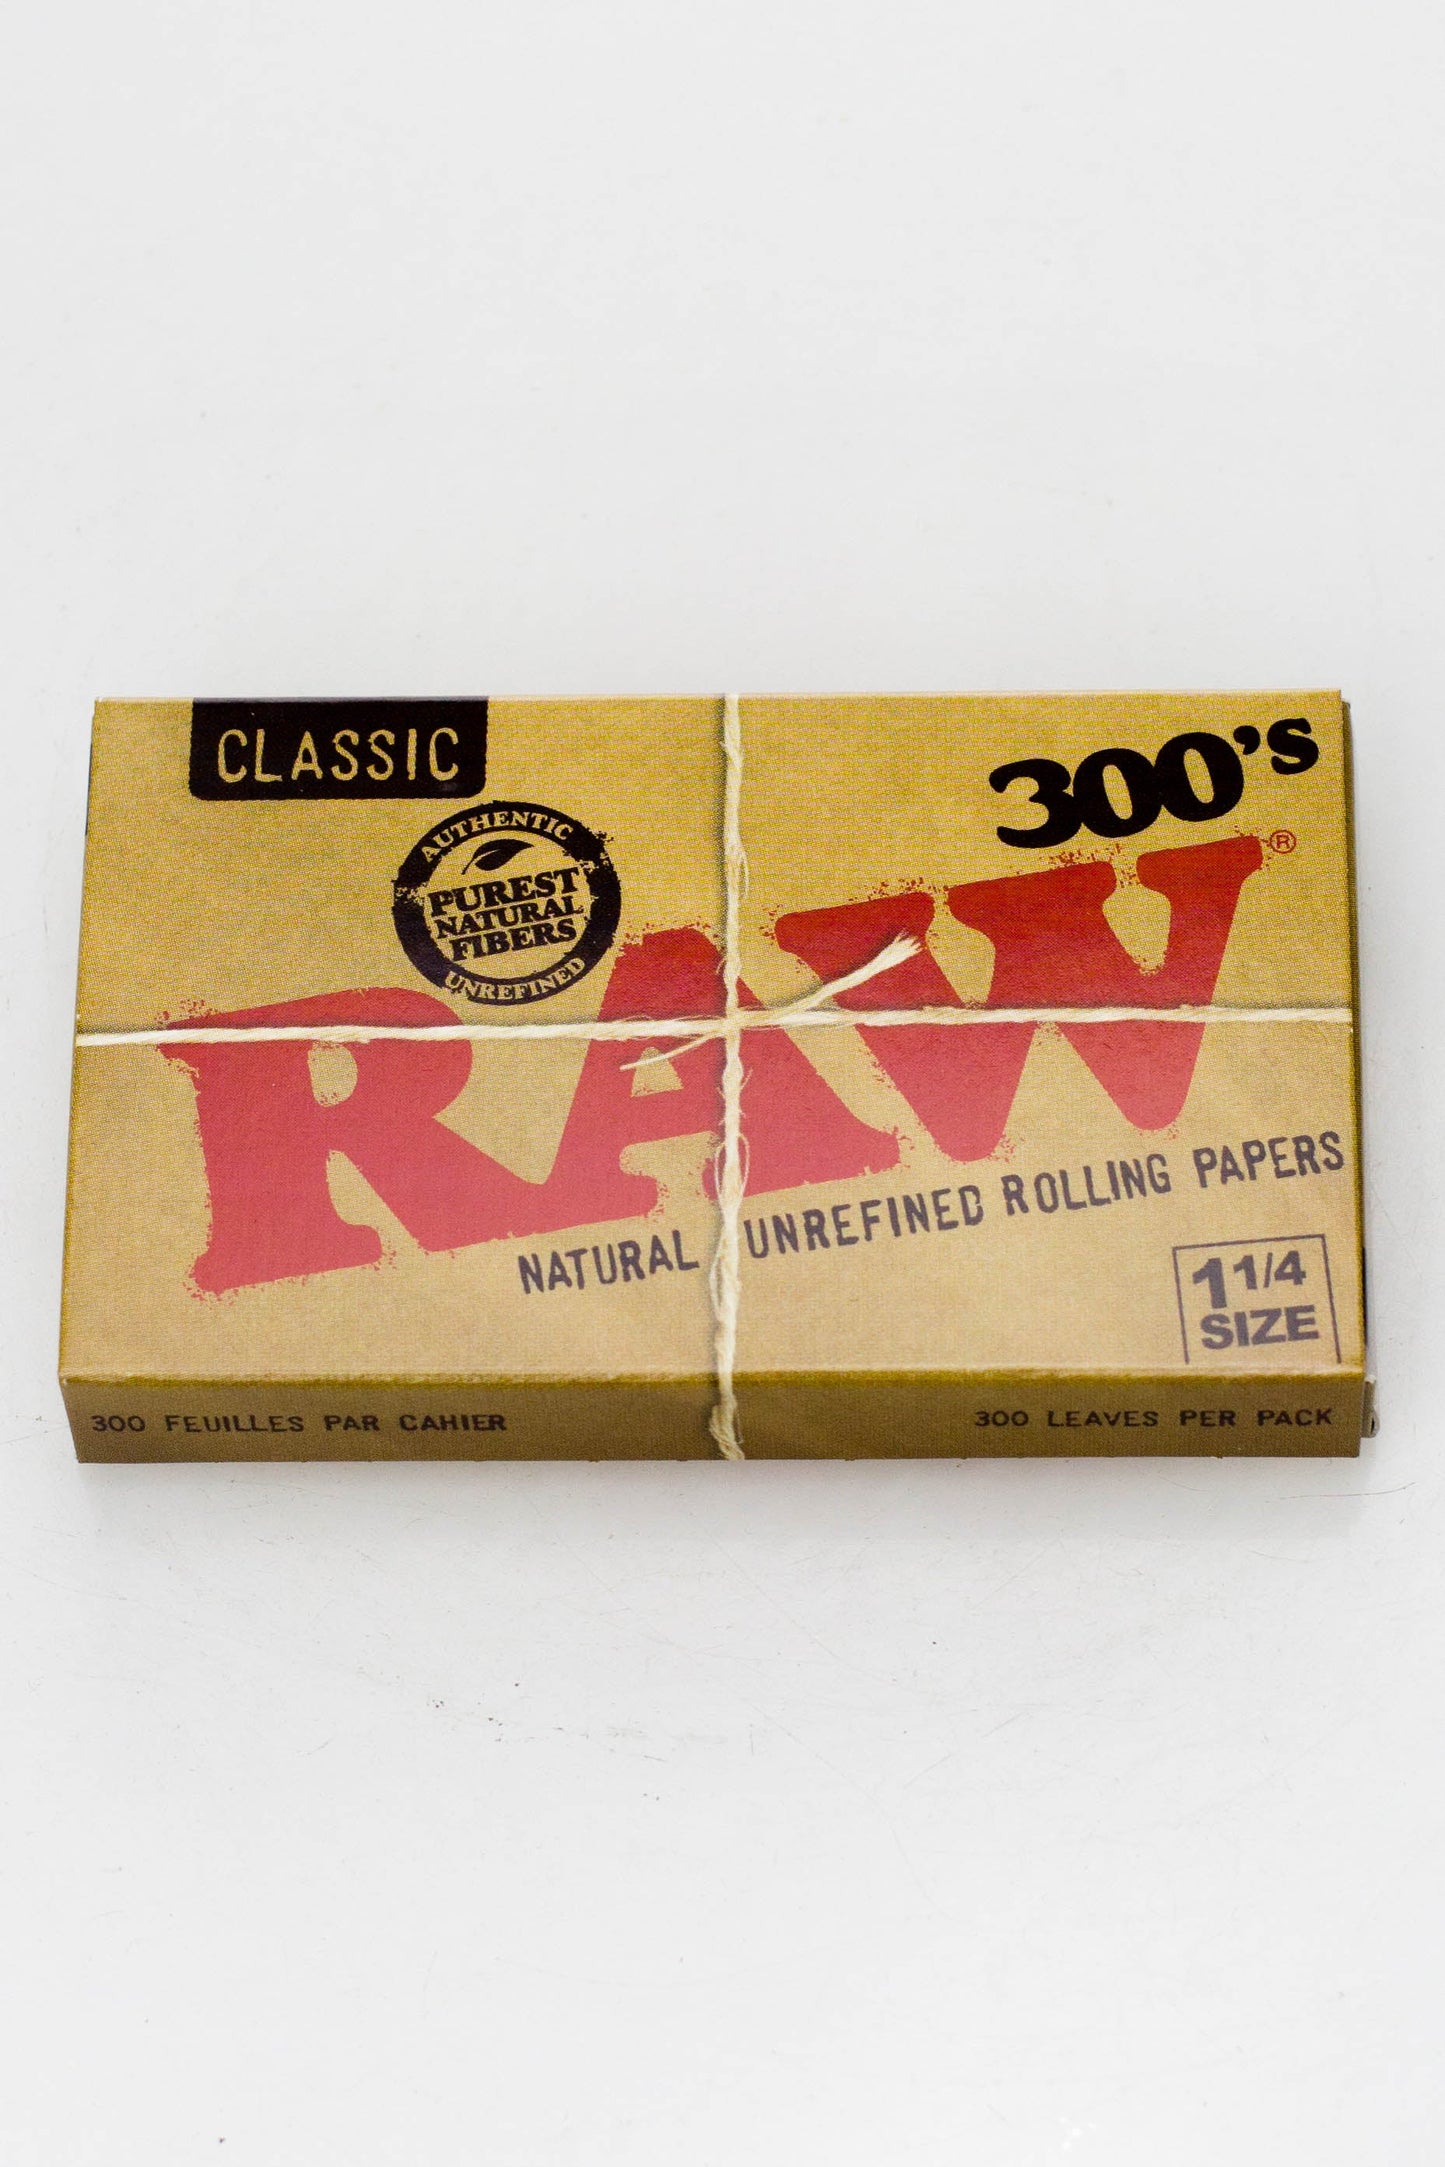 CLASSIC
300's
AUTHENTIC
PUREST
NATURAL
FIBERS
UNREFINED
RAW®
NATURAL UNREFINED ROLLING PAPERS
1 1/4
SIZE
300 FEUILLES PAR CAHIER
300 LEAVES PER PACK